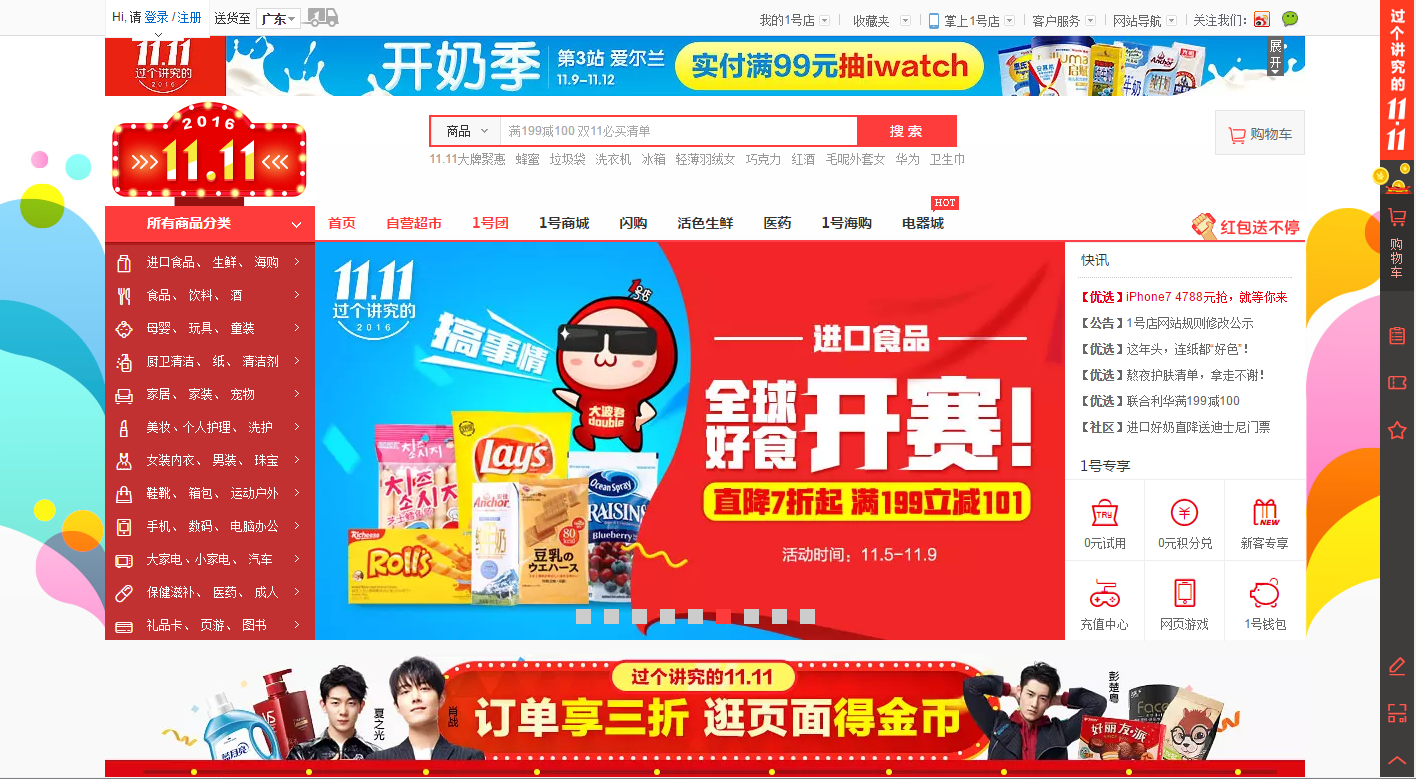 Hi, 请 登录 / 注册 送货至 广东
我的1号店 收藏夹 掌上1号店 客户服务 网站导航 关注我们:
11.11
过个讲究的
2016
开奶季 第3站 爱尔兰
11.9-11.12
实付满99元抽iwatch
展开
2016
11.11
商品 满199减100 双11必买清单 搜索
购物车
11.11大牌聚惠 蜂蜜 垃圾袋 洗衣机 冰箱 轻薄羽绒女 巧克力 红酒 毛呢外套女 华为 卫生巾
HOT
所有商品分类 首页 自营超市 1号团 1号商城 闪购 活色生鲜 医药 1号海购 电器城
红包送不停
进口食品、 生鲜、 海购
食品、 饮料、 酒
母婴、 玩具、 童装
厨卫清洁、 纸、 清洁剂
家居、 家装、 宠物
美妆、个人护理、 洗护
女装内衣、 男装、 珠宝
鞋靴、 箱包、 运动户外
手机、 数码、 电脑办公
大家电、小家电、 汽车
保健滋补、 医药、 成人
礼品卡、 页游、 图书
11.11
过个讲究的
2016
搞事情
1号店
大波君
double
芝士鳕鱼肠
Lay's
Anchor
Ocean Spray
RAISINS
Blueberry
豆乳の
ウエハース
80
Richeese
Rolls
进口食品
全球好食开赛!
直降7折起 满199立减101
活动时间：11.5-11.9
快讯
【优选】iPhone7 4788元抢，就等你来
【公告】1号店网站规则修改公示
【优选】这年头，连纸都“好色”！
【优选】熬夜护肤清单，拿走不谢！
【优选】联合利华满199减100
【社区】进口好奶直降送迪士尼门票
1号专享
TRY
NEW
0元试用 0元积分兑 新客专享
充值中心 网页游戏 1号钱包
过个讲究的11.11
订单享三折 逛页面得金币
夏之光
肖战
彭楚粤
蓝月亮
好丽友·派
过个讲究的
11.11
购物车